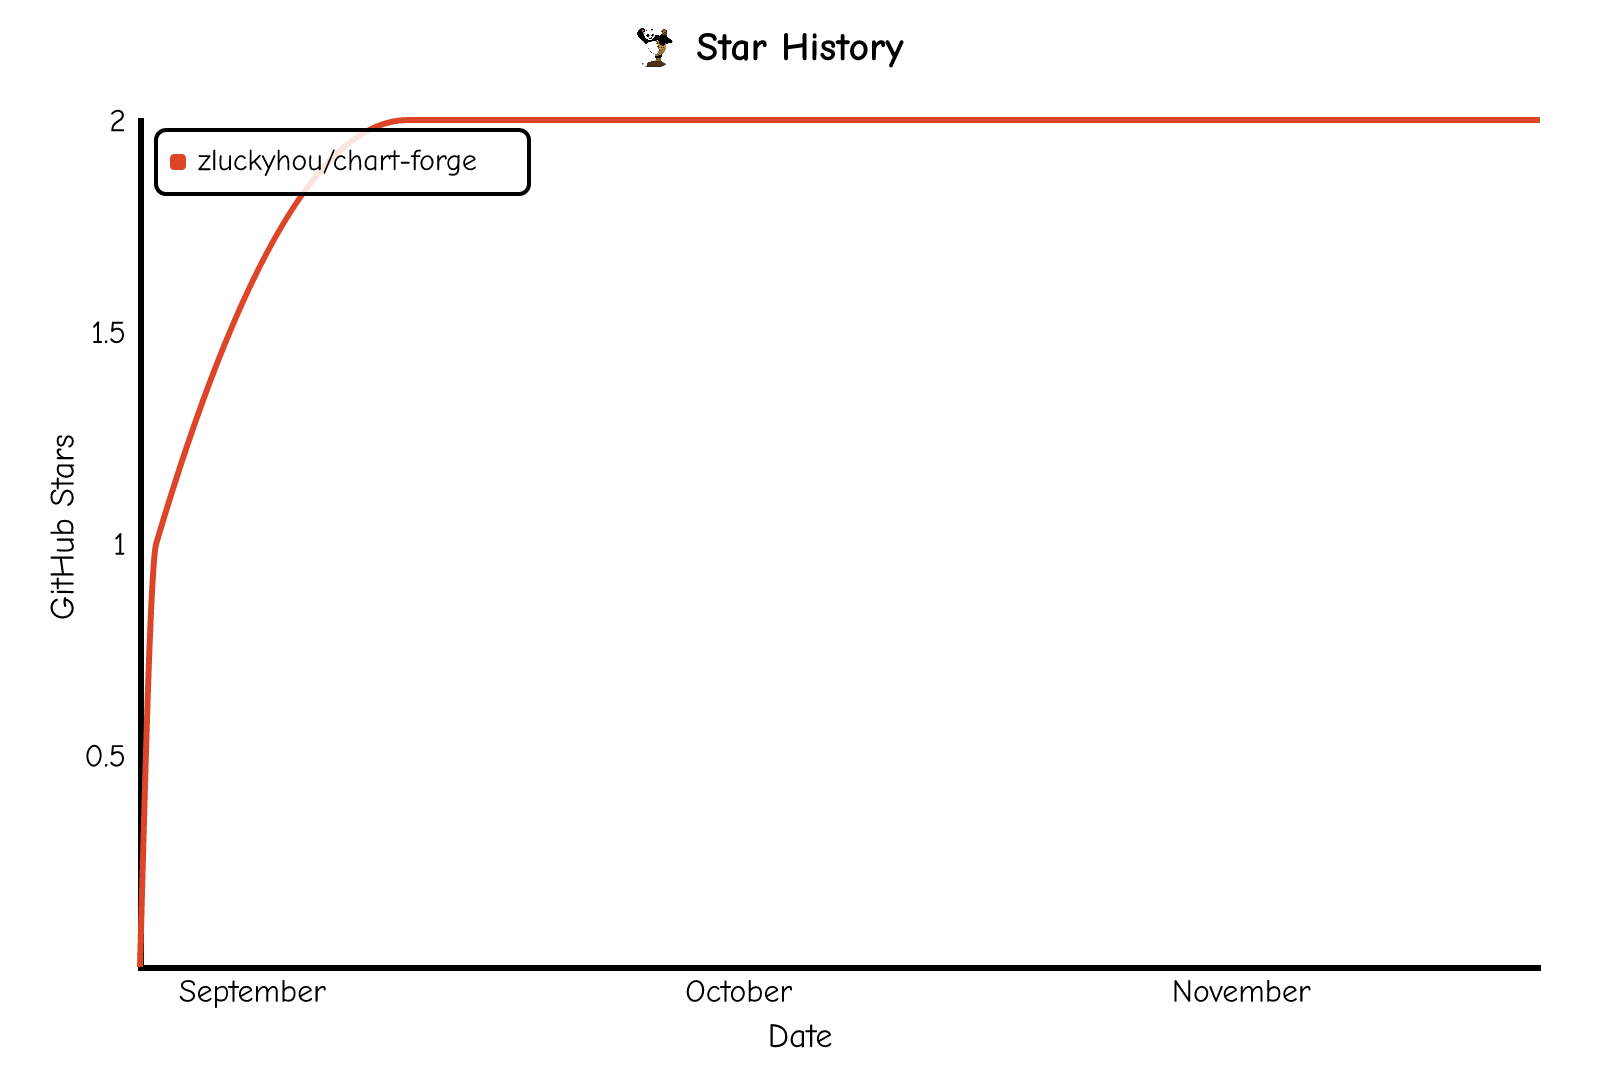 Star History
zluckyhou/chart-forge
2
1.5
1
0.5
GitHub Stars
September October November
Date